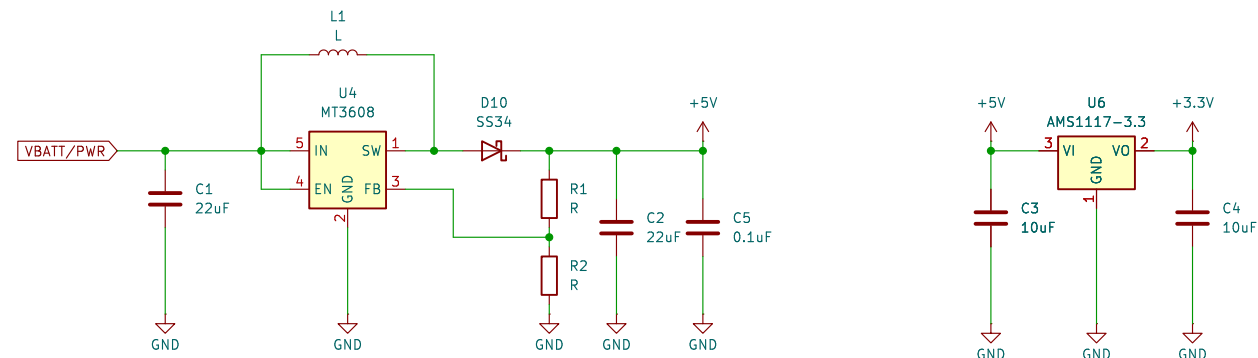 L1
L
U4
MT3608
D10
SS34
+5V
+5V
U6
AMS1117-3.3
+3.3V
VBATT/PWR
5
IN
SW
1
4
EN
FB
3
GND
2
C1
22uF
R1
R
C2
22uF
C5
0.1uF
R2
R
3
VI
VO
2
GND
1
C3
10uF
C4
10uF
GND
GND
GND
GND
GND
GND
GND
GND